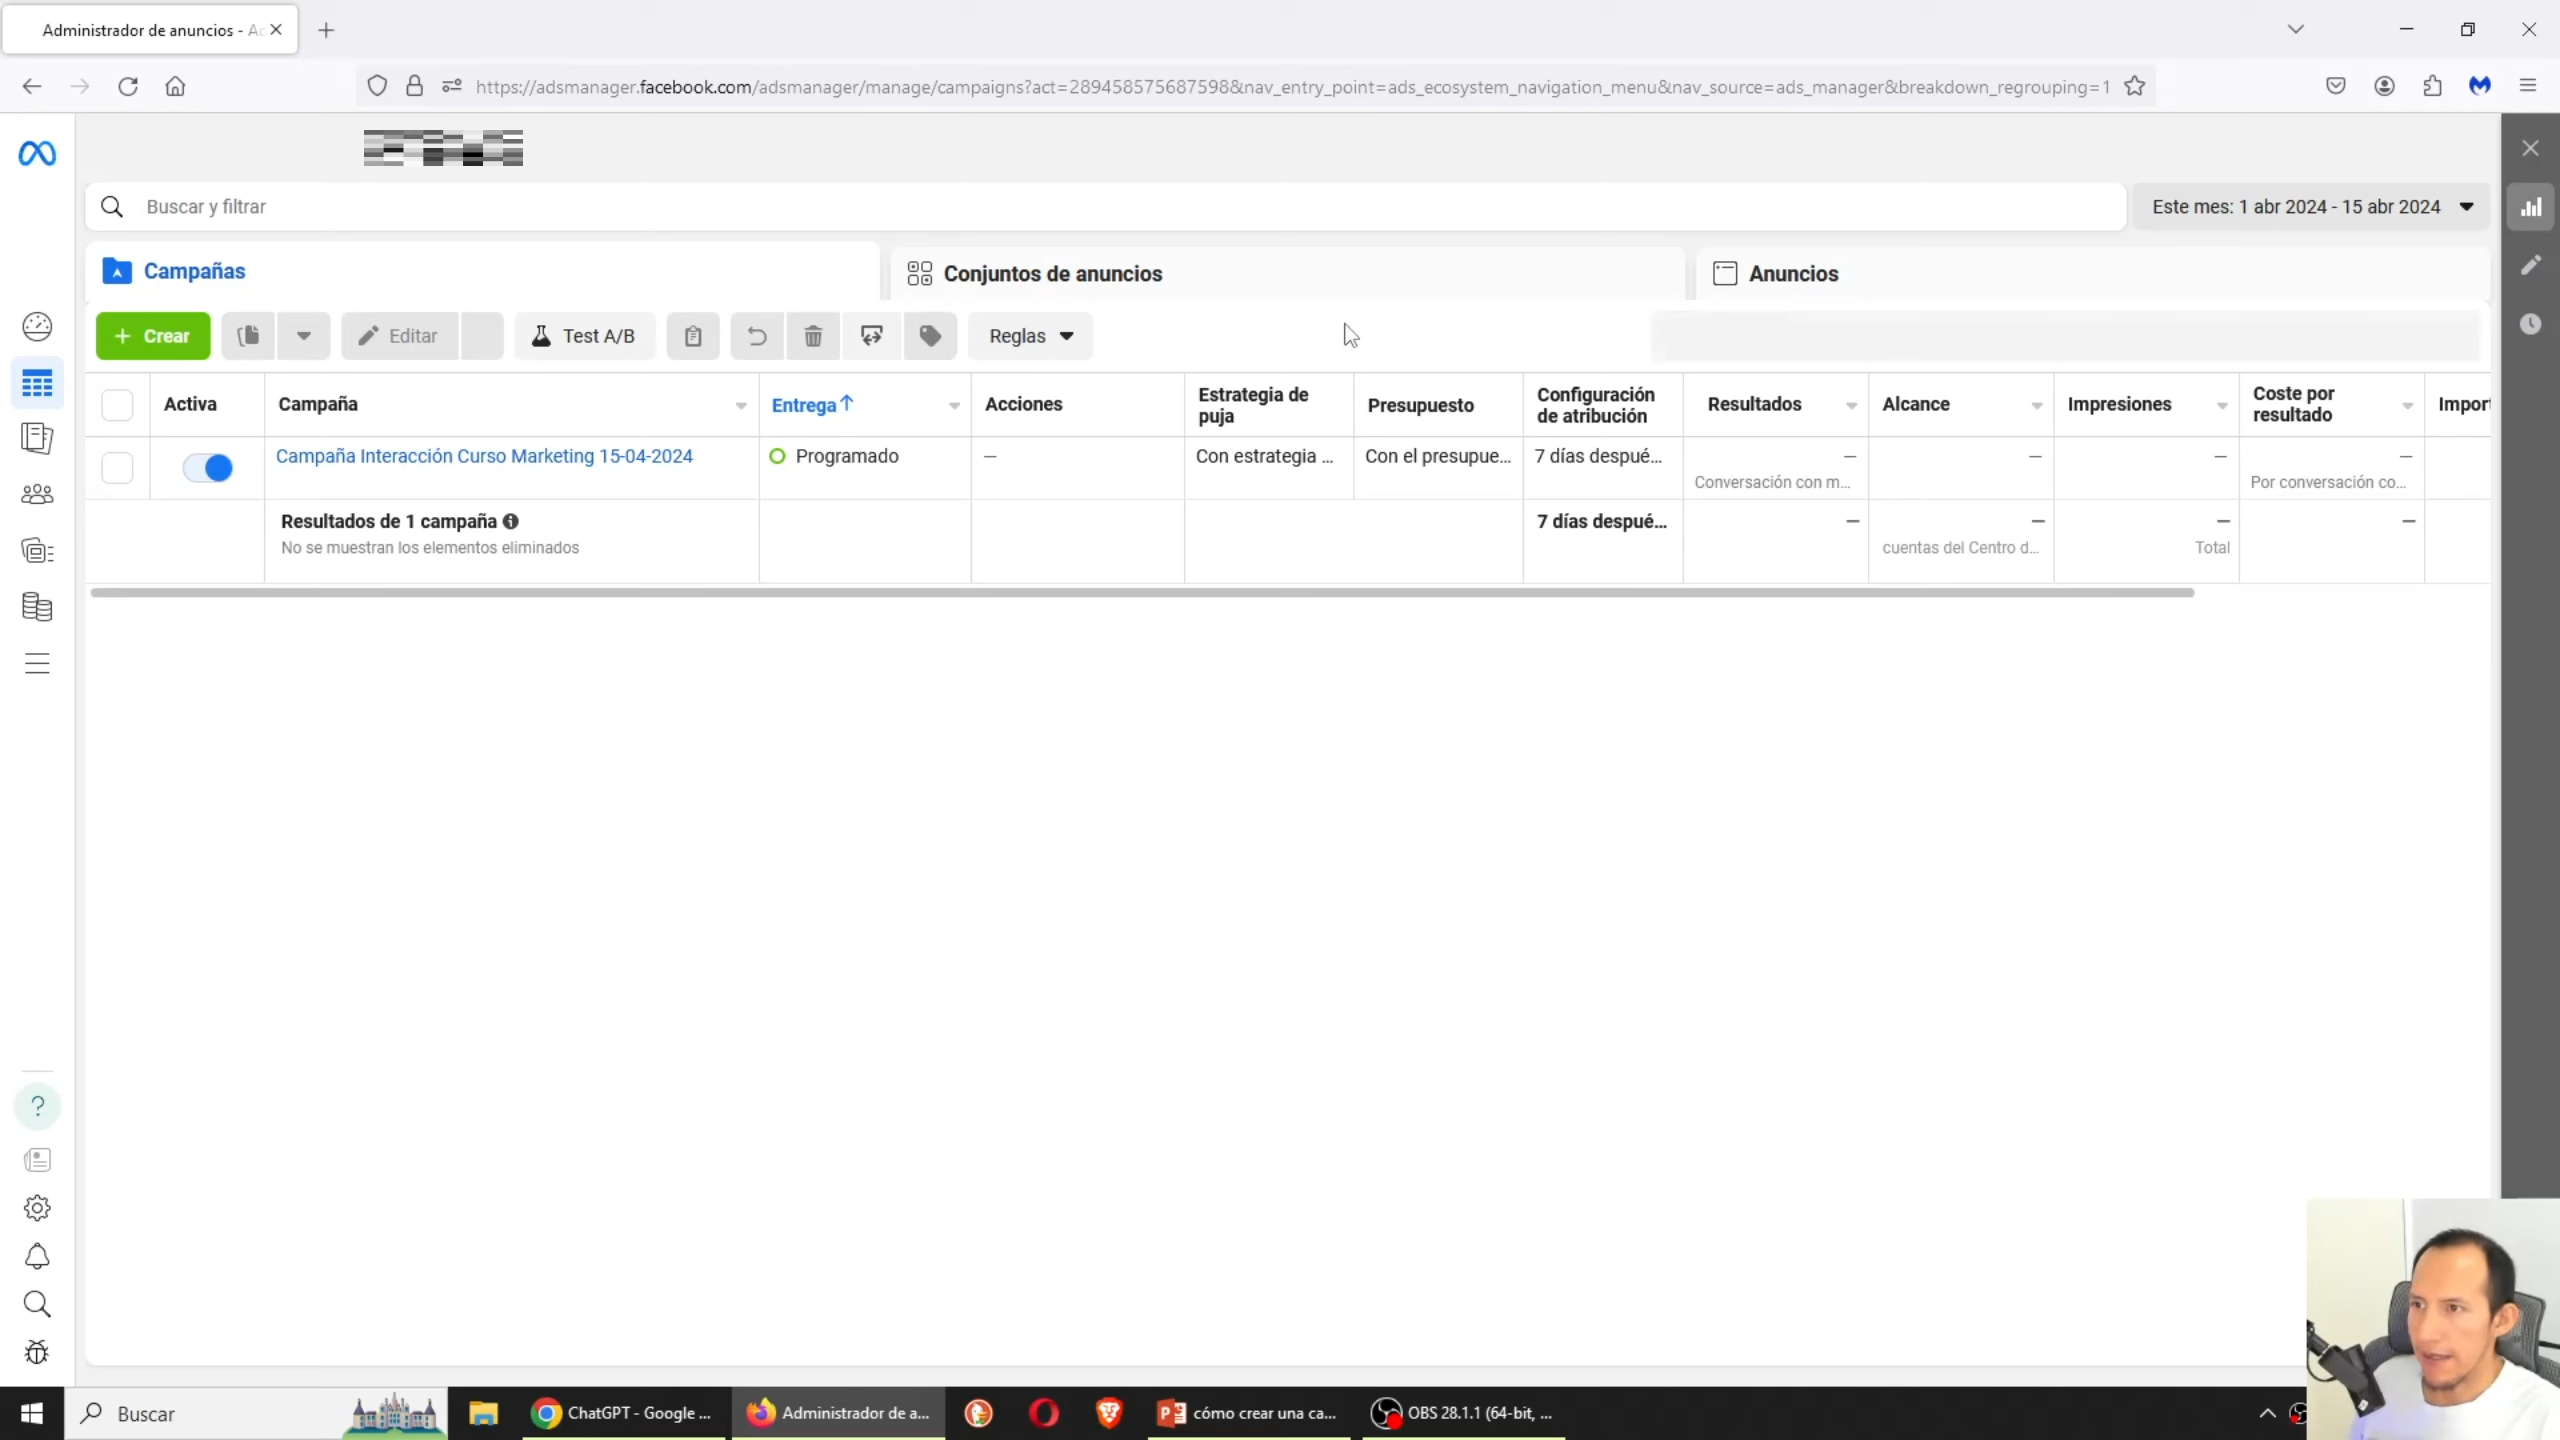 Administrador de anuncios - Ad
https://adsmanager.facebook.com/adsmanager/manage/campaigns?act=289458575687598&nav_entry_point=ads_ecosystem_navigation_menu&nav_source=ads_manager&breakdown_regrouping=1
Buscar y filtrar
Este mes: 1 abr 2024 - 15 abr 2024
Campañas
Conjuntos de anuncios
Anuncios
+ Crear
Editar
Test A/B
Reglas
Activa
Campaña
Entrega↑
Acciones
Estrategia de puja
Presupuesto
Configuración de atribución
Resultados
Alcance
Impresiones
Coste por resultado
Import
Campaña Interacción Curso Marketing 15-04-2024
Programado
—
Con estrategia ...
Con el presupue...
7 días despué...
—
—
—
—
Conversación con m...
Por conversación co...
Resultados de 1 campaña
7 días despué...
—
—
—
—
No se muestran los elementos eliminados
cuentas del Centro d...
Total
?
Buscar
ChatGPT - Google ...
Administrador de a...
cómo crear una ca...
OBS 28.1.1 (64-bit, ...